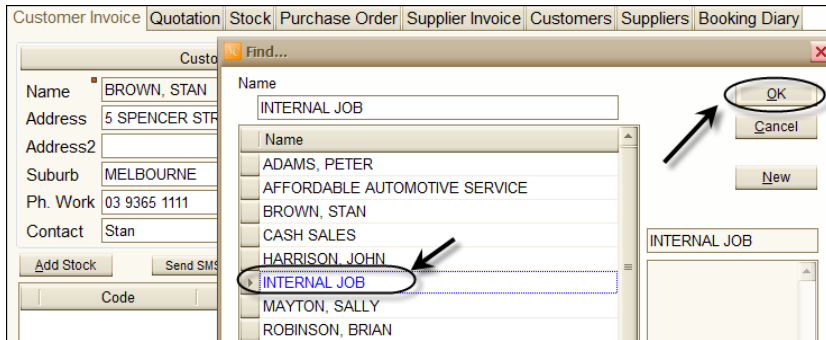 Customer Invoice Quotation Stock Purchase Order Supplier Invoice Customers Suppliers Booking Diary
Custo
Name BROWN, STAN
Address 5 SPENCER STR
Address2
Suburb MELBOURNE
Ph. Work 03 9365 1111
Contact Stan
Add Stock Send SMS
Code
Find...
Name
INTERNAL JOB
Name
ADAMS, PETER
AFFORDABLE AUTOMOTIVE SERVICE
BROWN, STAN
CASH SALES
HARRISON, JOHN
INTERNAL JOB
MAYTON, SALLY
ROBINSON, BRIAN
OK
Cancel
New
INTERNAL JOB